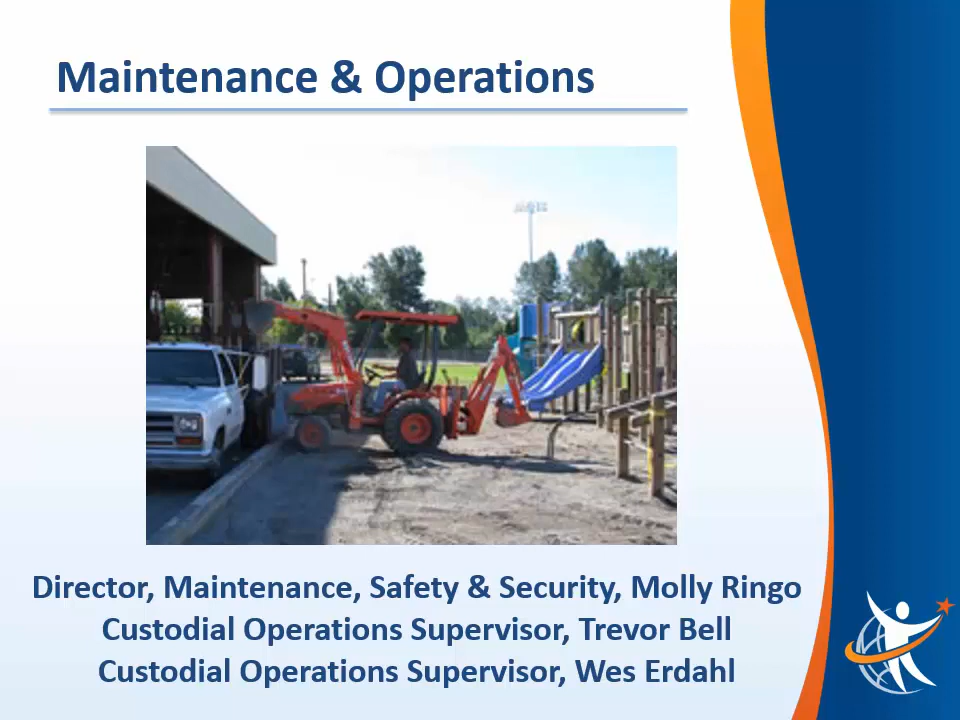 Maintenance & Operations
Director, Maintenance, Safety & Security, Molly Ringo
Custodial Operations Supervisor, Trevor Bell
Custodial Operations Supervisor, Wes Erdahl